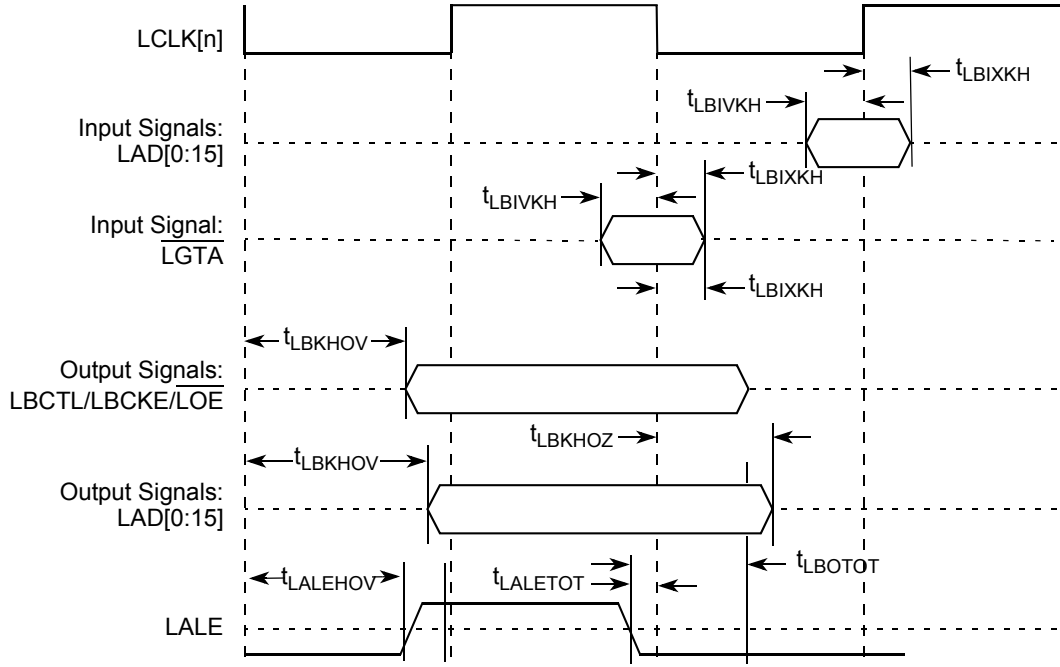 LCLK[n]
tLBIXKH
tLBIVKH
Input Signals:
LAD[0:15]
tLBIXKH
tLBIVKH
Input Signal:
LGTA
tLBIXKH
tLBKHOV
Output Signals:
LBCTL/LBCKE/LOE
tLBKHOZ
tLBKHOV
Output Signals:
LAD[0:15]
tLBOTOT
tLALEHOV
tLALETOT
LALE